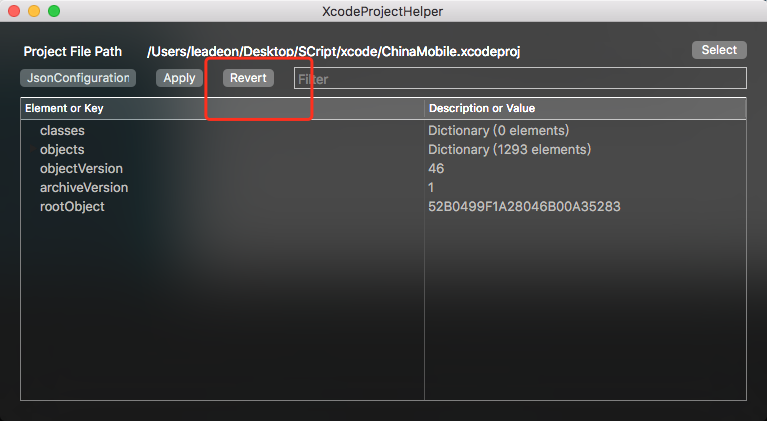 XcodeProjectHelper
Project File Path /Users/leadeon/Desktop/SCript/xcode/ChinaMobile.xcodeproj Select
JsonConfiguration Apply Revert Filter
Element or Key Description or Value
classes Dictionary (0 elements)
objects Dictionary (1293 elements)
objectVersion 46
archiveVersion 1
rootObject 52B0499F1A28046B00A35283